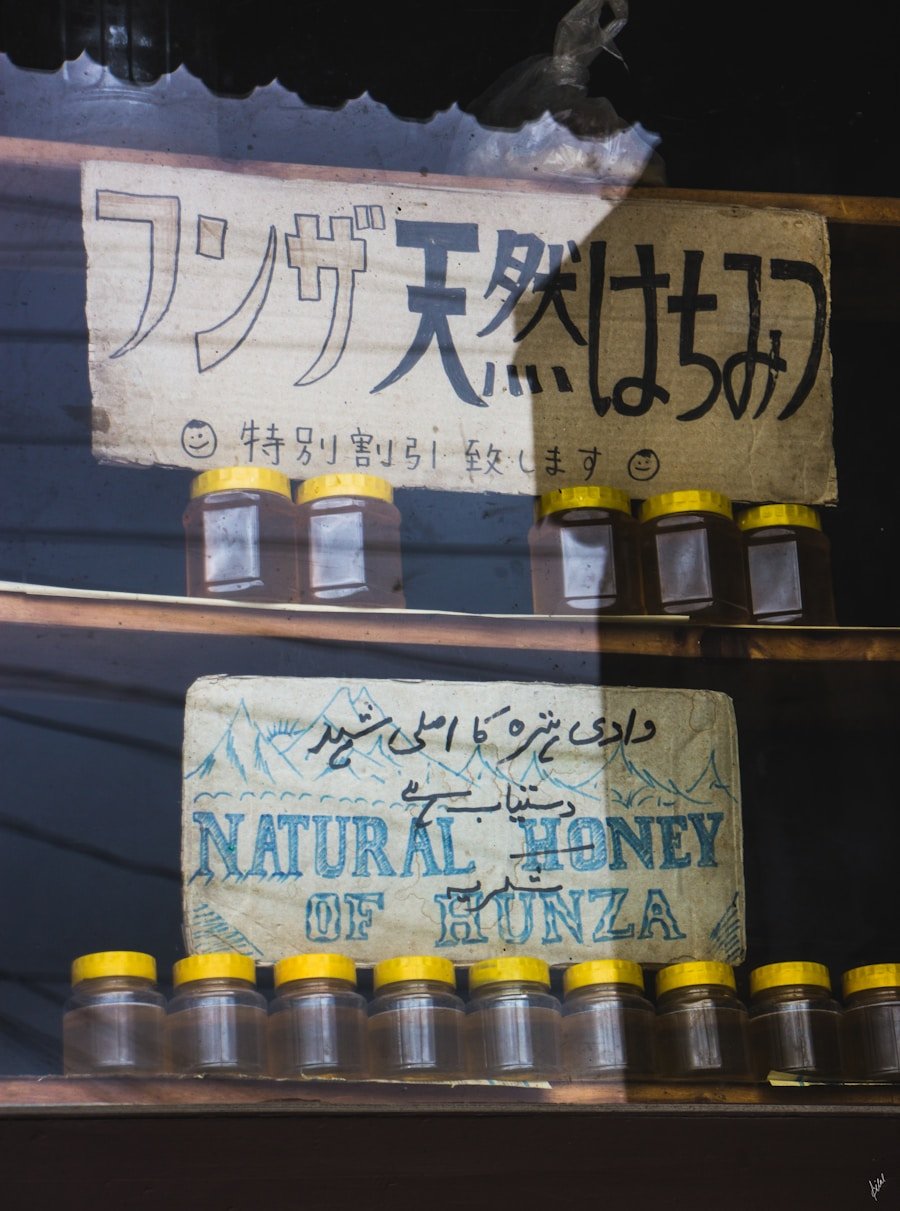 フンザ天然はちみつ
特別割引致します
وادی ہنزہ کا اصلی شہد
دستیاب ہے
NATURAL HONEY
شکریہ
OF HUNZA